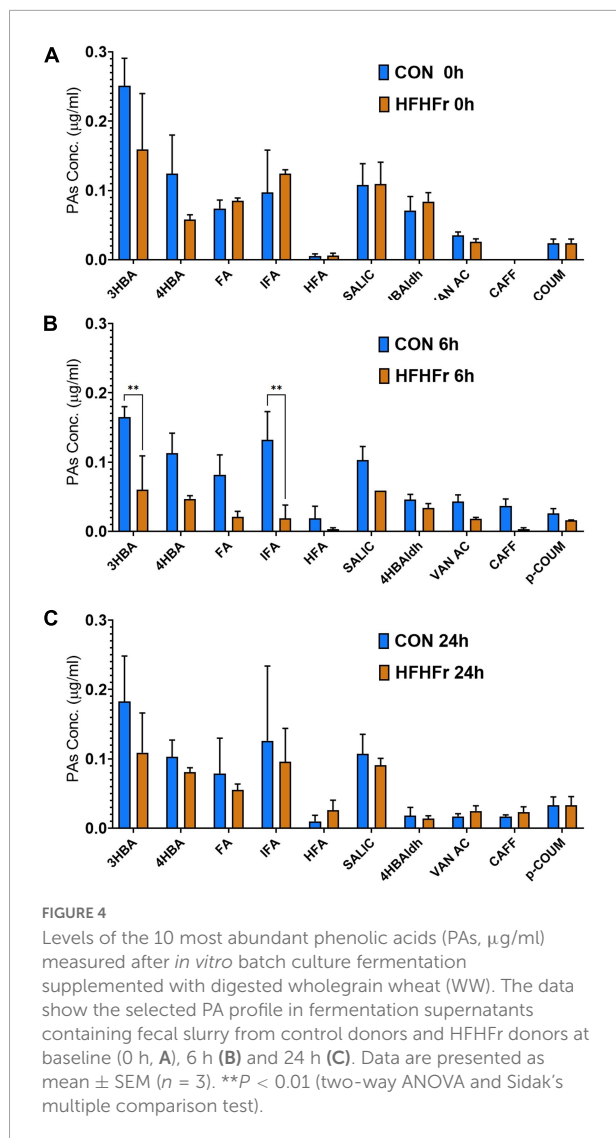 A
0.3
0.2
0.1
0.0
PAs Conc. (µg/ml)
CON 0h
HFHFr 0h
3HBA
4HBA
FA
IFA
HFA
SALIC
HBAldh
VAN AC
CAFF
COUM
B
0.3
0.2
0.1
0.0
PAs Conc. (µg/ml)
CON 6h
HFHFr 6h
**
**
3HBA
4HBA
FA
IFA
HFA
SALIC
4HBAldh
VAN AC
CAFF
p-COUM
C
0.3
0.2
0.1
0.0
PAs Conc. (µg/ml)
CON 24h
HFHFr 24h
3HBA
4HBA
FA
IFA
HFA
SALIC
4HBAldh
VAN AC
CAFF
p-COUM
FIGURE 4
Levels of the 10 most abundant phenolic acids (PAs, µg/ml)
measured after in vitro batch culture fermentation
supplemented with digested wholegrain wheat (WW). The data
show the selected PA profile in fermentation supernatants
containing fecal slurry from control donors and HFHFr donors at
baseline (0 h, A), 6 h (B) and 24 h (C). Data are presented as
mean ± SEM (n = 3). **P < 0.01 (two-way ANOVA and Sidak's
multiple comparison test).